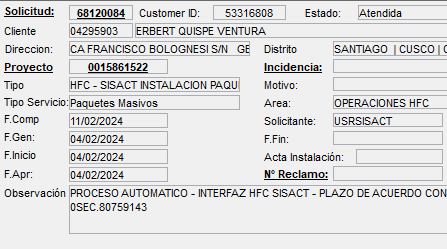 Solicitud: 68120084 Customer ID: 53316808 Estado: Atendida
Cliente 04295903 ERBERT QUISPE VENTURA
Direccion: CA FRANCISCO BOLOGNESI S/N GE Distrito SANTIAGO | CUSCO | C
Proyecto 0015861522 Incidencia:
Tipo HFC - SISACT INSTALACION PAQUI Motivo:
Tipo Servicio: Paquetes Masivos Area: OPERACIONES HFC
F.Comp 11/02/2024 Solicitante: USRSISACT
F.Gen: 04/02/2024 F.Fin:
F.Inicio 04/02/2024 Acta Instalación:
F.Apr: 04/02/2024 Nº Reclamo:
Observación PROCESO AUTOMATICO - INTERFAZ HFC SISACT - PLAZO DE ACUERDO CON
0SEC.80759143